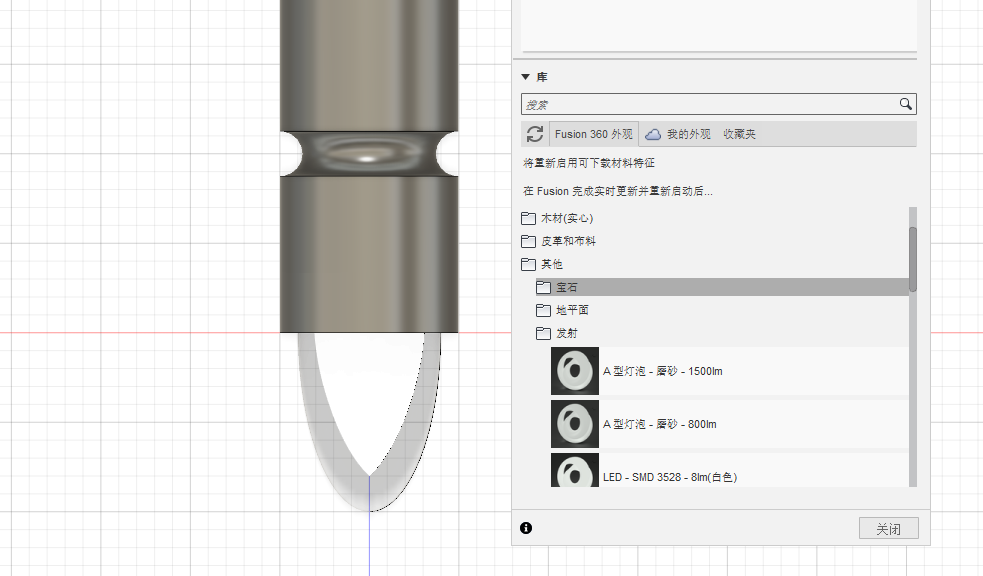 库
搜索
Fusion 360 外观 我的外观 收藏夹
将重新启用可下载材料特征
在 Fusion 完成实时更新并重新启动后...
木材(实心)
皮革和布料
其他
宝石
地平面
发射
A 型灯泡 - 磨砂 - 1500lm
A 型灯泡 - 磨砂 - 800lm
LED - SMD 3528 - 8lm(白色)
关闭